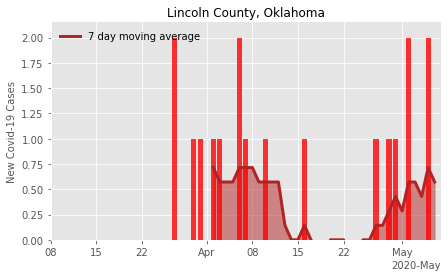 Lincoln County, Oklahoma
7 day moving average
New Covid-19 Cases
2.00
1.75
1.50
1.25
1.00
0.75
0.50
0.25
0.00
08 15 22 Apr 08 15 22 May
2020-May